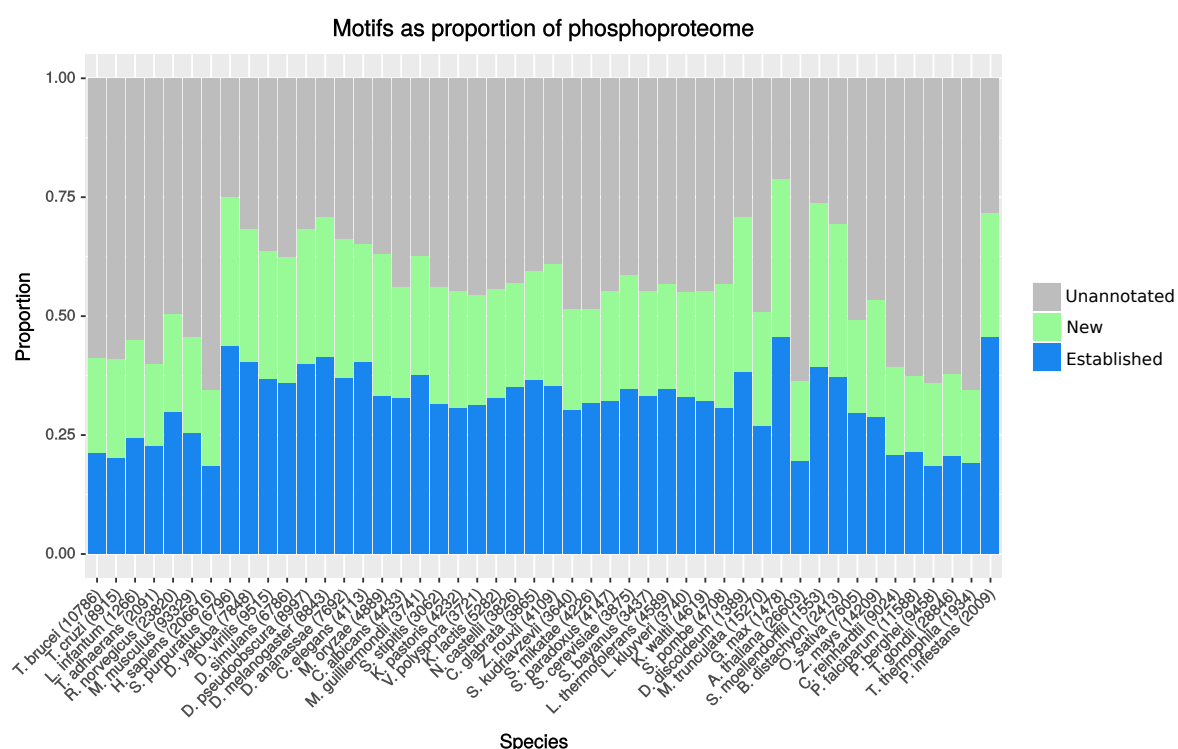 Motifs as proportion of phosphoproteome
1.00
0.75
0.50
0.25
0.00
Proportion
T. brucei (10786)
T. cruzi (8915)
L. infantum (1266)
T. adhaerens (12091)
R. norvegicus (23820)
M. musculus
H. sapiens (206616)
S. purpuratus (6796)
D. yakuba (7848)
D. virilis (9515)
D. simulans (6786)
D. pseudoobscura (8997)
D. melanogaster (8843)
D. ananassae (7692)
C. elegans (4113)
M. oryzae (4889)
C. albicans (4433)
M. guillermondii (3741)
S. stipitis (3062)
K. pastoris (4232)
V. polyspora (3721)
K. lactis (5282)
N. castellii (3826)
C. glabrata (3865)
Z. rouxii (4109)
S. kudriavzevii (3640)
S. mikatae (4226)
S. paradoxus (4147)
S. cerevisiae (3875)
S. bayanus (3437)
L. thermotolerans (4589)
L. kluyveri (3740)
K. waltii (4619)
S. pombe (4708)
D. discoideum (1389)
M. trunculata (15270)
G. max (1478)
A. thaliana (26603)
S. moellendorffii (1553)
B. distachyon (2413)
O. sativa (7605)
Z. mays (14209)
C. reinhardtii (9024)
P. falciparum (11588)
P. berghei (9458)
T. gondii (28846)
T. thermophila (1934)
P. infestans (2009)
Species
Unannotated
New
Established